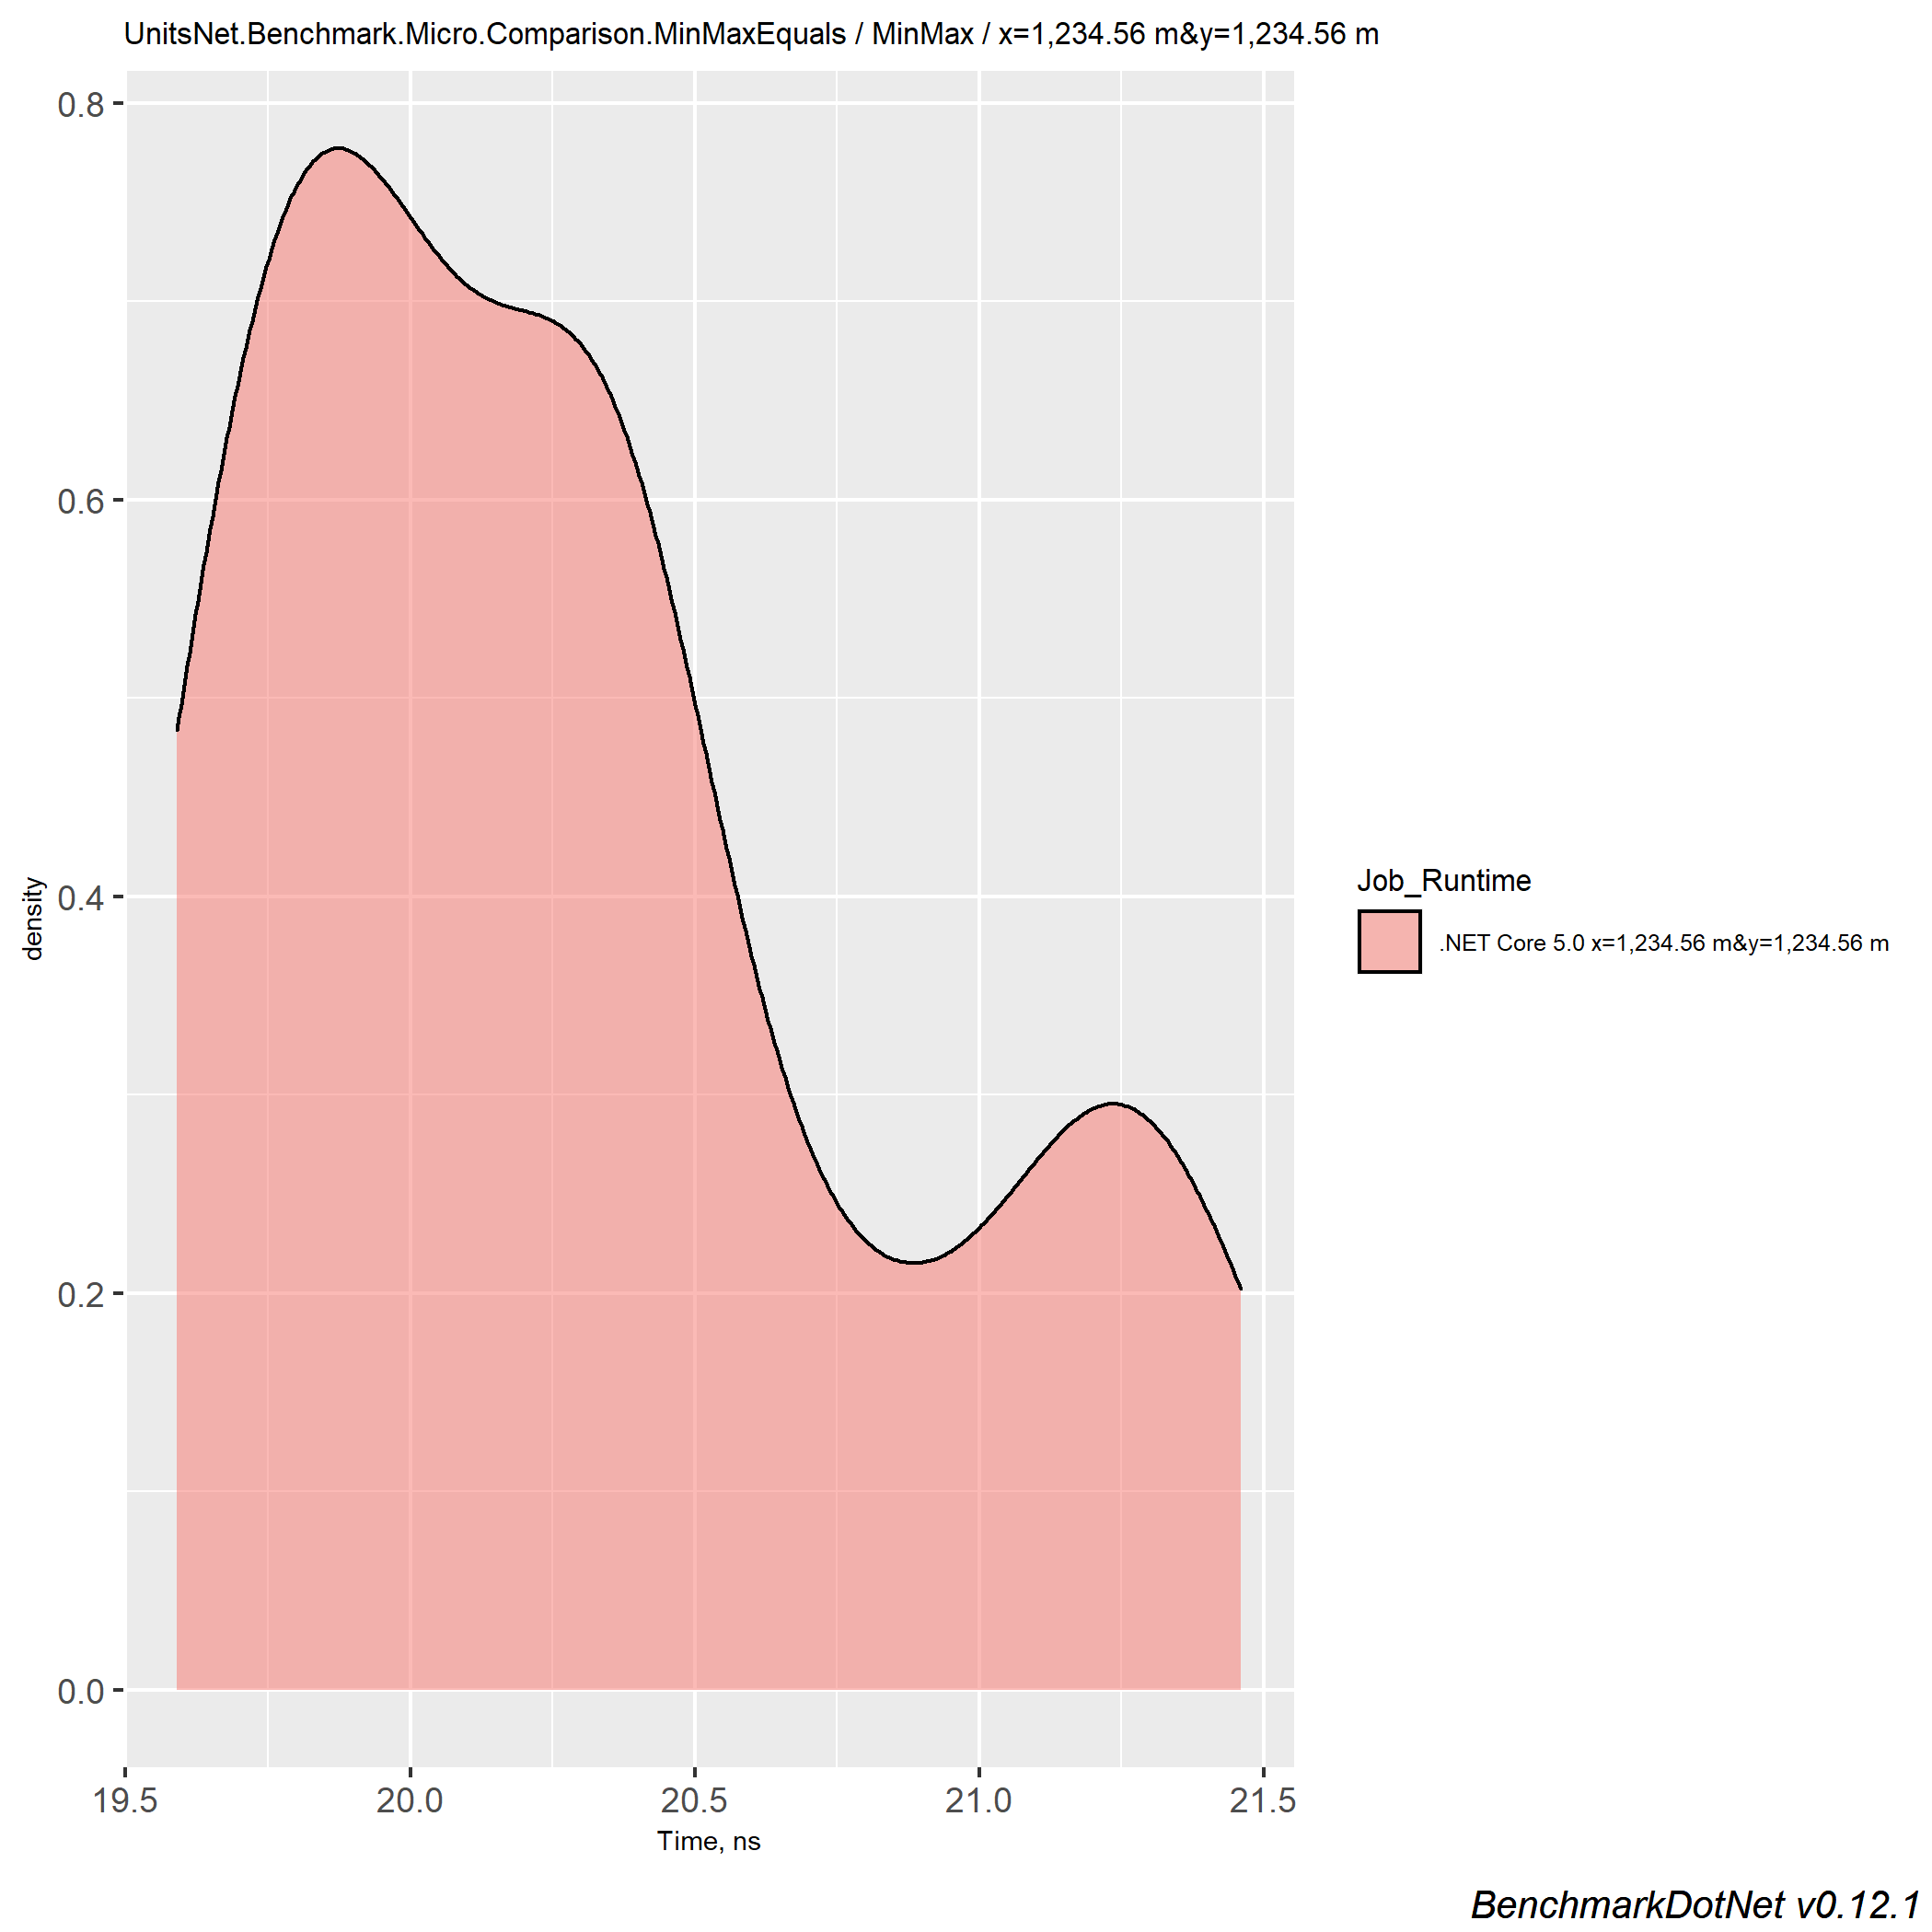 UnitsNet.Benchmark.Micro.Comparison.MinMaxEquals / MinMax / x=1,234.56 m&y=1,234.56 m
0.8
0.6
0.4
0.2
0.0
density
19.5 20.0 20.5 21.0 21.5
Time, ns
Job_Runtime
.NET Core 5.0 x=1,234.56 m&y=1,234.56 m
BenchmarkDotNet v0.12.1